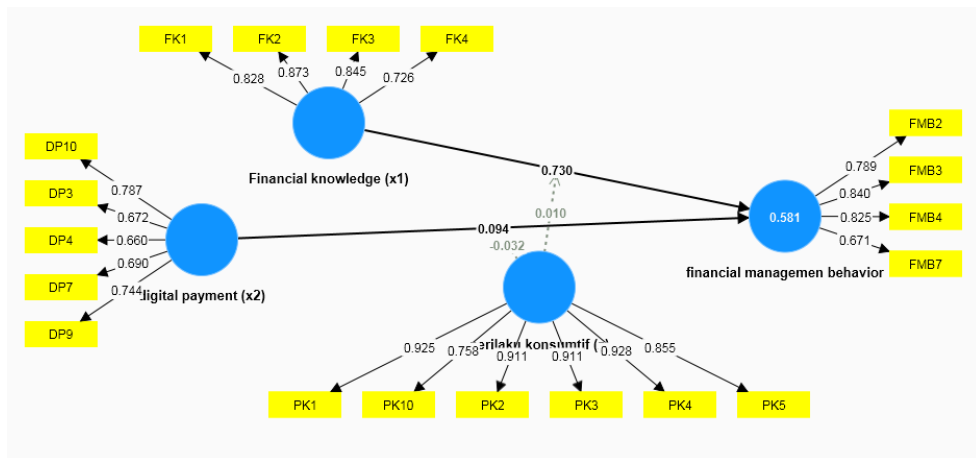 FK1 FK2 FK3 FK4
0.828 0.873 0.845 0.726
Financial knowledge (x1)
DP10
DP3
DP4
DP7
DP9
0.787
0.672
0.660
0.690
0.744
digital payment (x2)
0.730
0.010
0.094
-0.032
0.581
financial managemen behavior
FMB2
FMB3
FMB4
FMB7
0.789
0.840
0.825
0.671
konsumtif
0.925 0.758 0.911 0.911 0.928 0.855
PK1 PK10 PK2 PK3 PK4 PK5